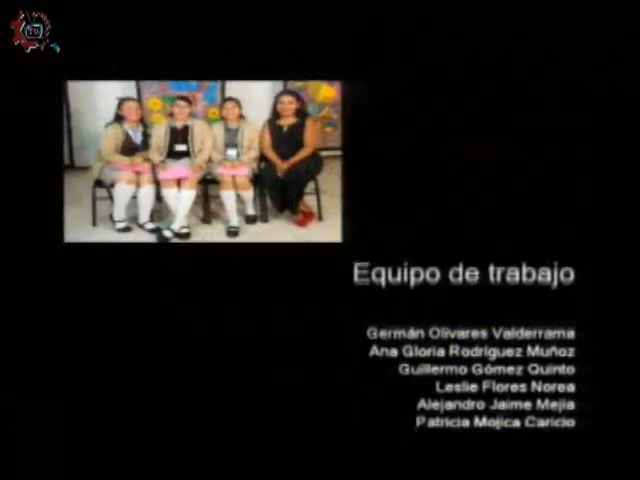 Equipo de trabajo
Germán Olivares Valderrama
Ana Gloria Rodríguez Muñoz
Guillermo Gómez Quinto
Leslie Flores Norea
Alejandro Jaime Mejia
Patricia Mojica Caricio